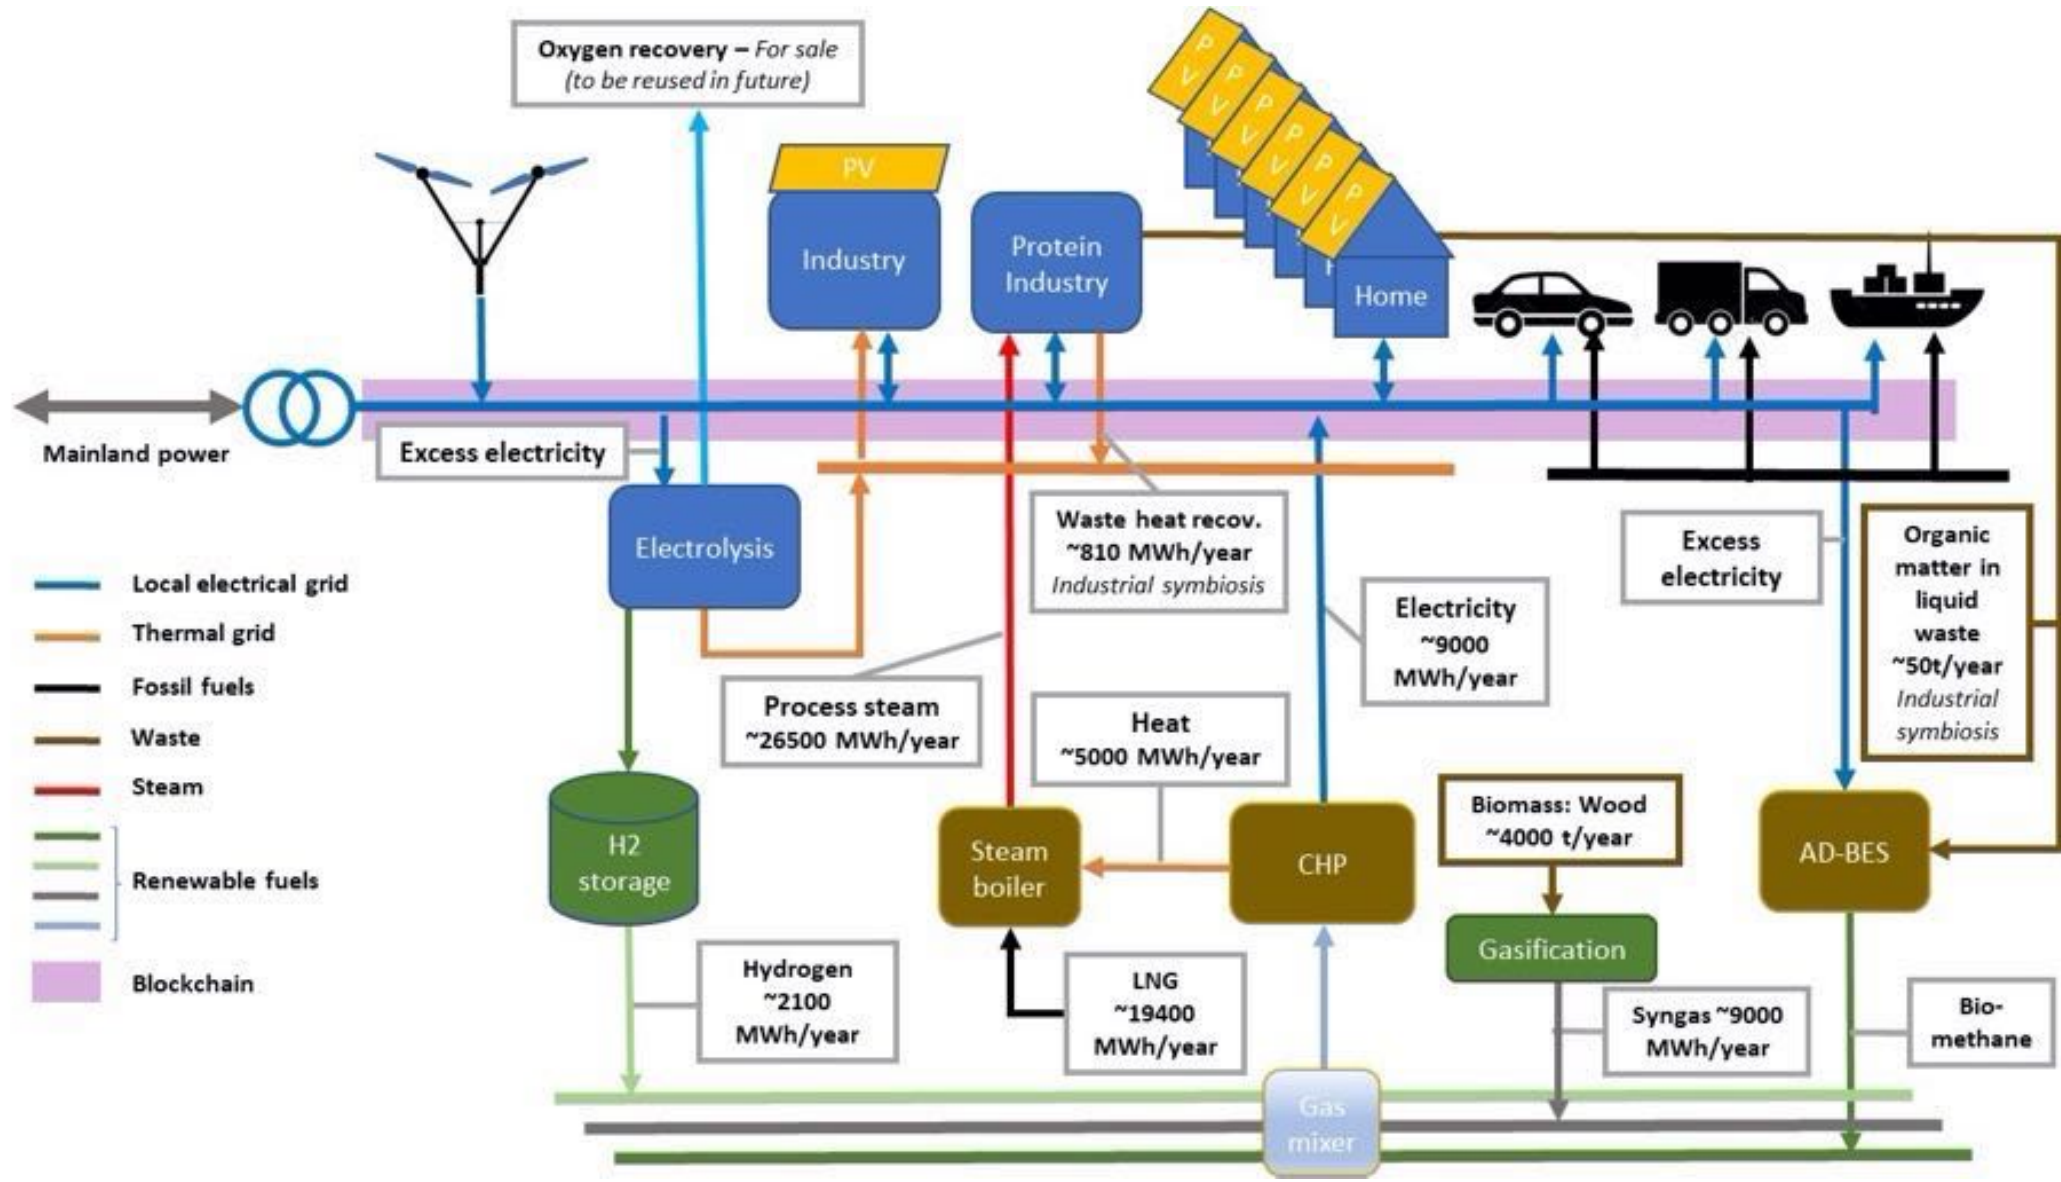 Oxygen recovery – For sale
(to be reused in future)
PV
Industry
Protein
Industry
P
V
P
V
P
V
P
V
P
V
P
V
Home
Mainland power
Excess electricity
Electrolysis
Waste heat recov.
~810 MWh/year
Industrial symbiosis
Electricity
~9000
MWh/year
Excess
electricity
Organic
matter in
liquid
waste
~50t/year
Industrial
symbiosis
Local electrical grid
Thermal grid
Fossil fuels
Waste
Steam
Renewable fuels
Blockchain
Process steam
~26500 MWh/year
Heat
~5000 MWh/year
H2
storage
Steam
boiler
CHP
Biomass: Wood
~4000 t/year
AD-BES
Gasification
Hydrogen
~2100
MWh/year
LNG
~19400
MWh/year
Syngas ~9000
MWh/year
Bio-
methane
Gas
mixer